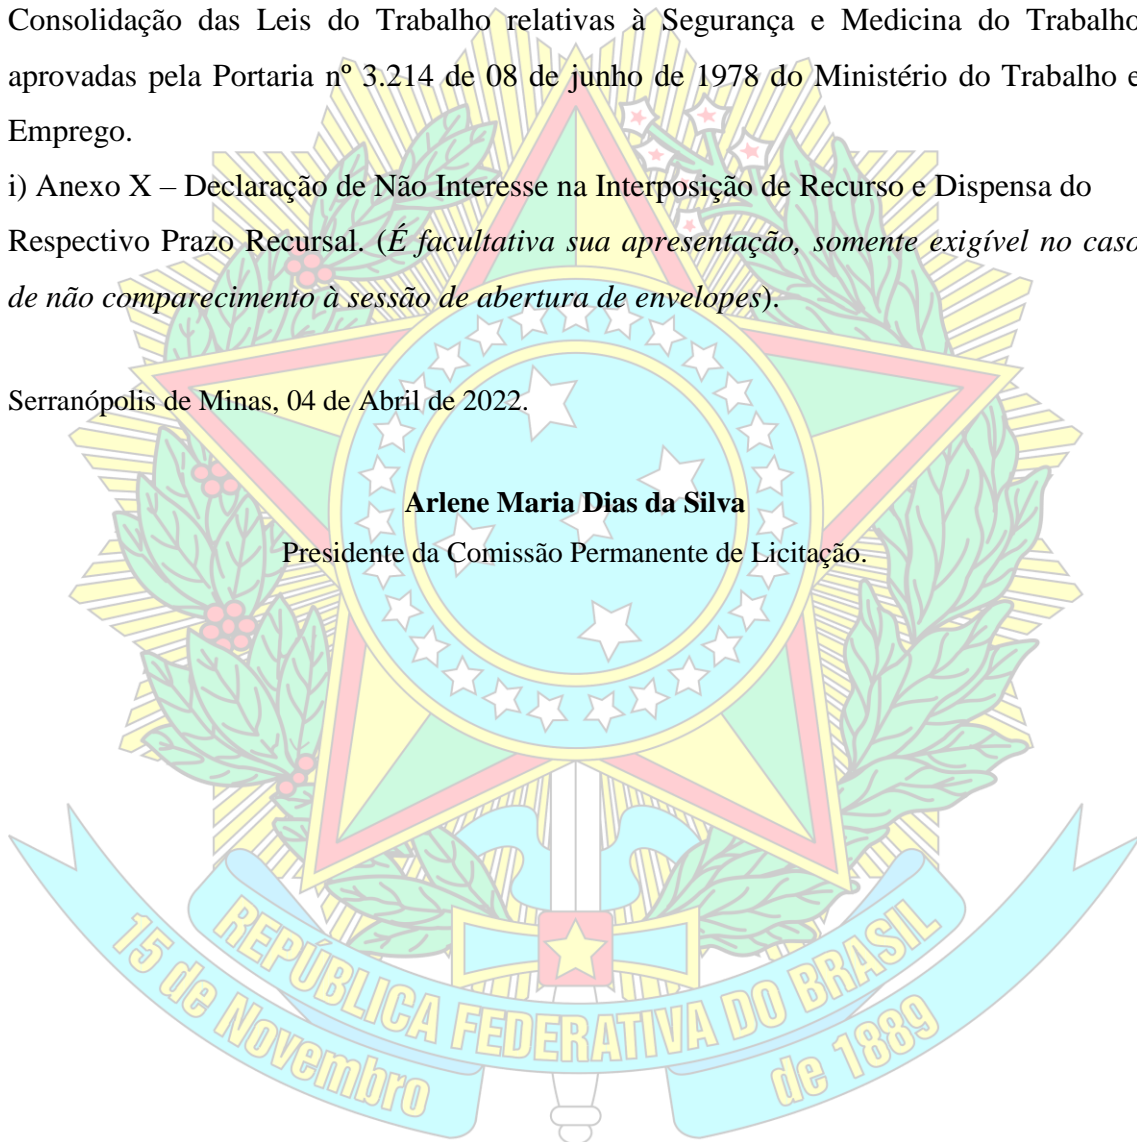 Consolidação das Leis do Trabalho relativas à Segurança e Medicina do Trabalho
aprovadas pela Portaria nº 3.214 de 08 de junho de 1978 do Ministério do Trabalho e
Emprego.
i) Anexo X – Declaração de Não Interesse na Interposição de Recurso e Dispensa do
Respectivo Prazo Recursal. (É facultativa sua apresentação, somente exigível no caso
de não comparecimento à sessão de abertura de envelopes).
Serranópolis de Minas, 04 de Abril de 2022.
Arlene Maria Dias da Silva
Presidente da Comissão Permanente de Licitação.
REPÚBLICA FEDERATIVA DO BRASIL
15 de Novembro
de 1889